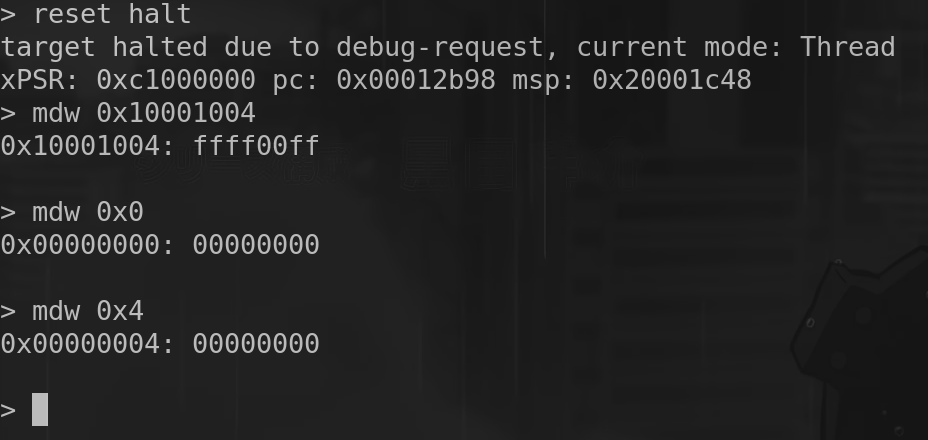 > reset halt
target halted due to debug-request, current mode: Thread
xPSR: 0xc1000000 pc: 0x00012b98 msp: 0x20001c48
> mdw 0x10001004
0x10001004: ffff00ff
> mdw 0x0
0x00000000: 00000000
> mdw 0x4
0x00000004: 00000000
>